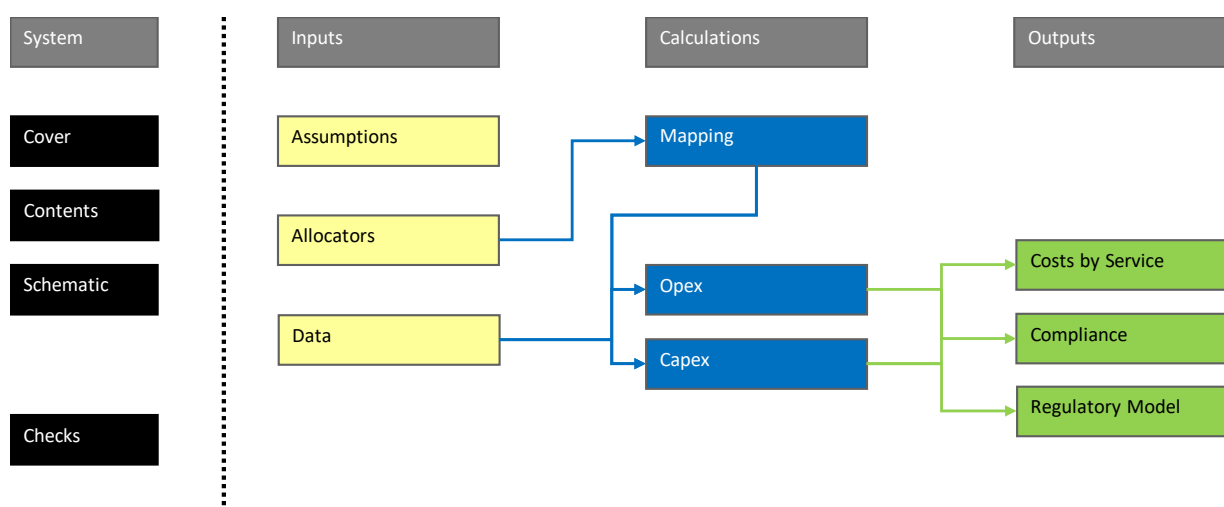 System
Inputs
Calculations
Outputs
Cover
Assumptions
Mapping
Contents
Allocators
Schematic
Opex
Costs by Service
Data
Capex
Compliance
Regulatory Model
Checks